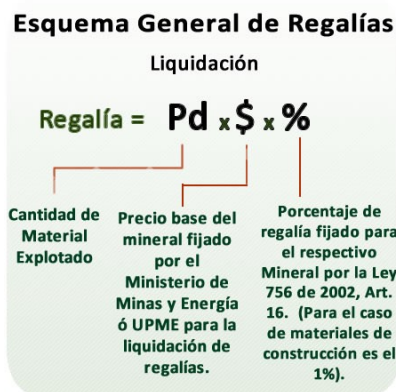 Esquema General de Regalías
Liquidación
Regalía = Pd x $ x %
Cantidad de
Material
Explotado
Precio base del
mineral fijado
por el
Ministerio de
Minas y Energía
ó UPME para la
liquidación de
regalías.
Porcentaje de
regalía fijado para
el respectivo
Mineral por la Ley
756 de 2002, Art.
16. (Para el caso
de materiales de
construcción es el
1%).